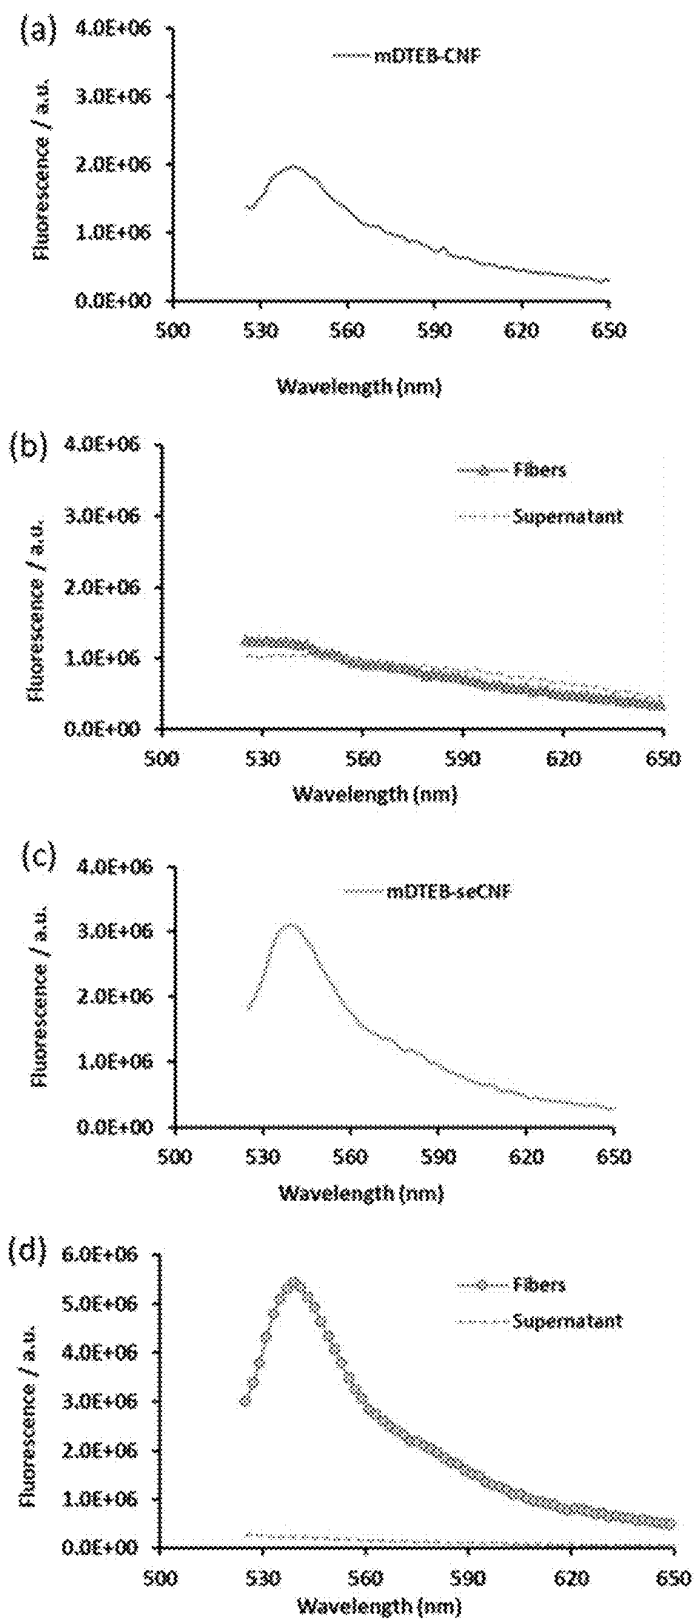 (a)
4.0E+06
mDTEB-CNF
3.0E+06
2.0E+06
1.0E+06
0.0E+00
Fluorescence / a.u.
500 530 560 590 620 650
Wavelength (nm)
(b)
4.0E+06
Fibers
3.0E+06
Supernatant
2.0E+06
1.0E+06
0.0E+00
Fluorescence / a.u.
500 530 560 590 620 650
Wavelength (nm)
(c)
4.0E+06
mDTEB-seCNF
3.0E+06
2.0E+06
1.0E+06
0.0E+00
Fluorescence / a.u.
500 530 560 590 620 650
Wavelength (nm)
(d)
6.0E+06
Fibers
5.0E+06
Supernatant
4.0E+06
3.0E+06
2.0E+06
1.0E+06
0.0E+00
Fluorescence / a.u.
500 530 560 590 620 650
Wavelength (nm)